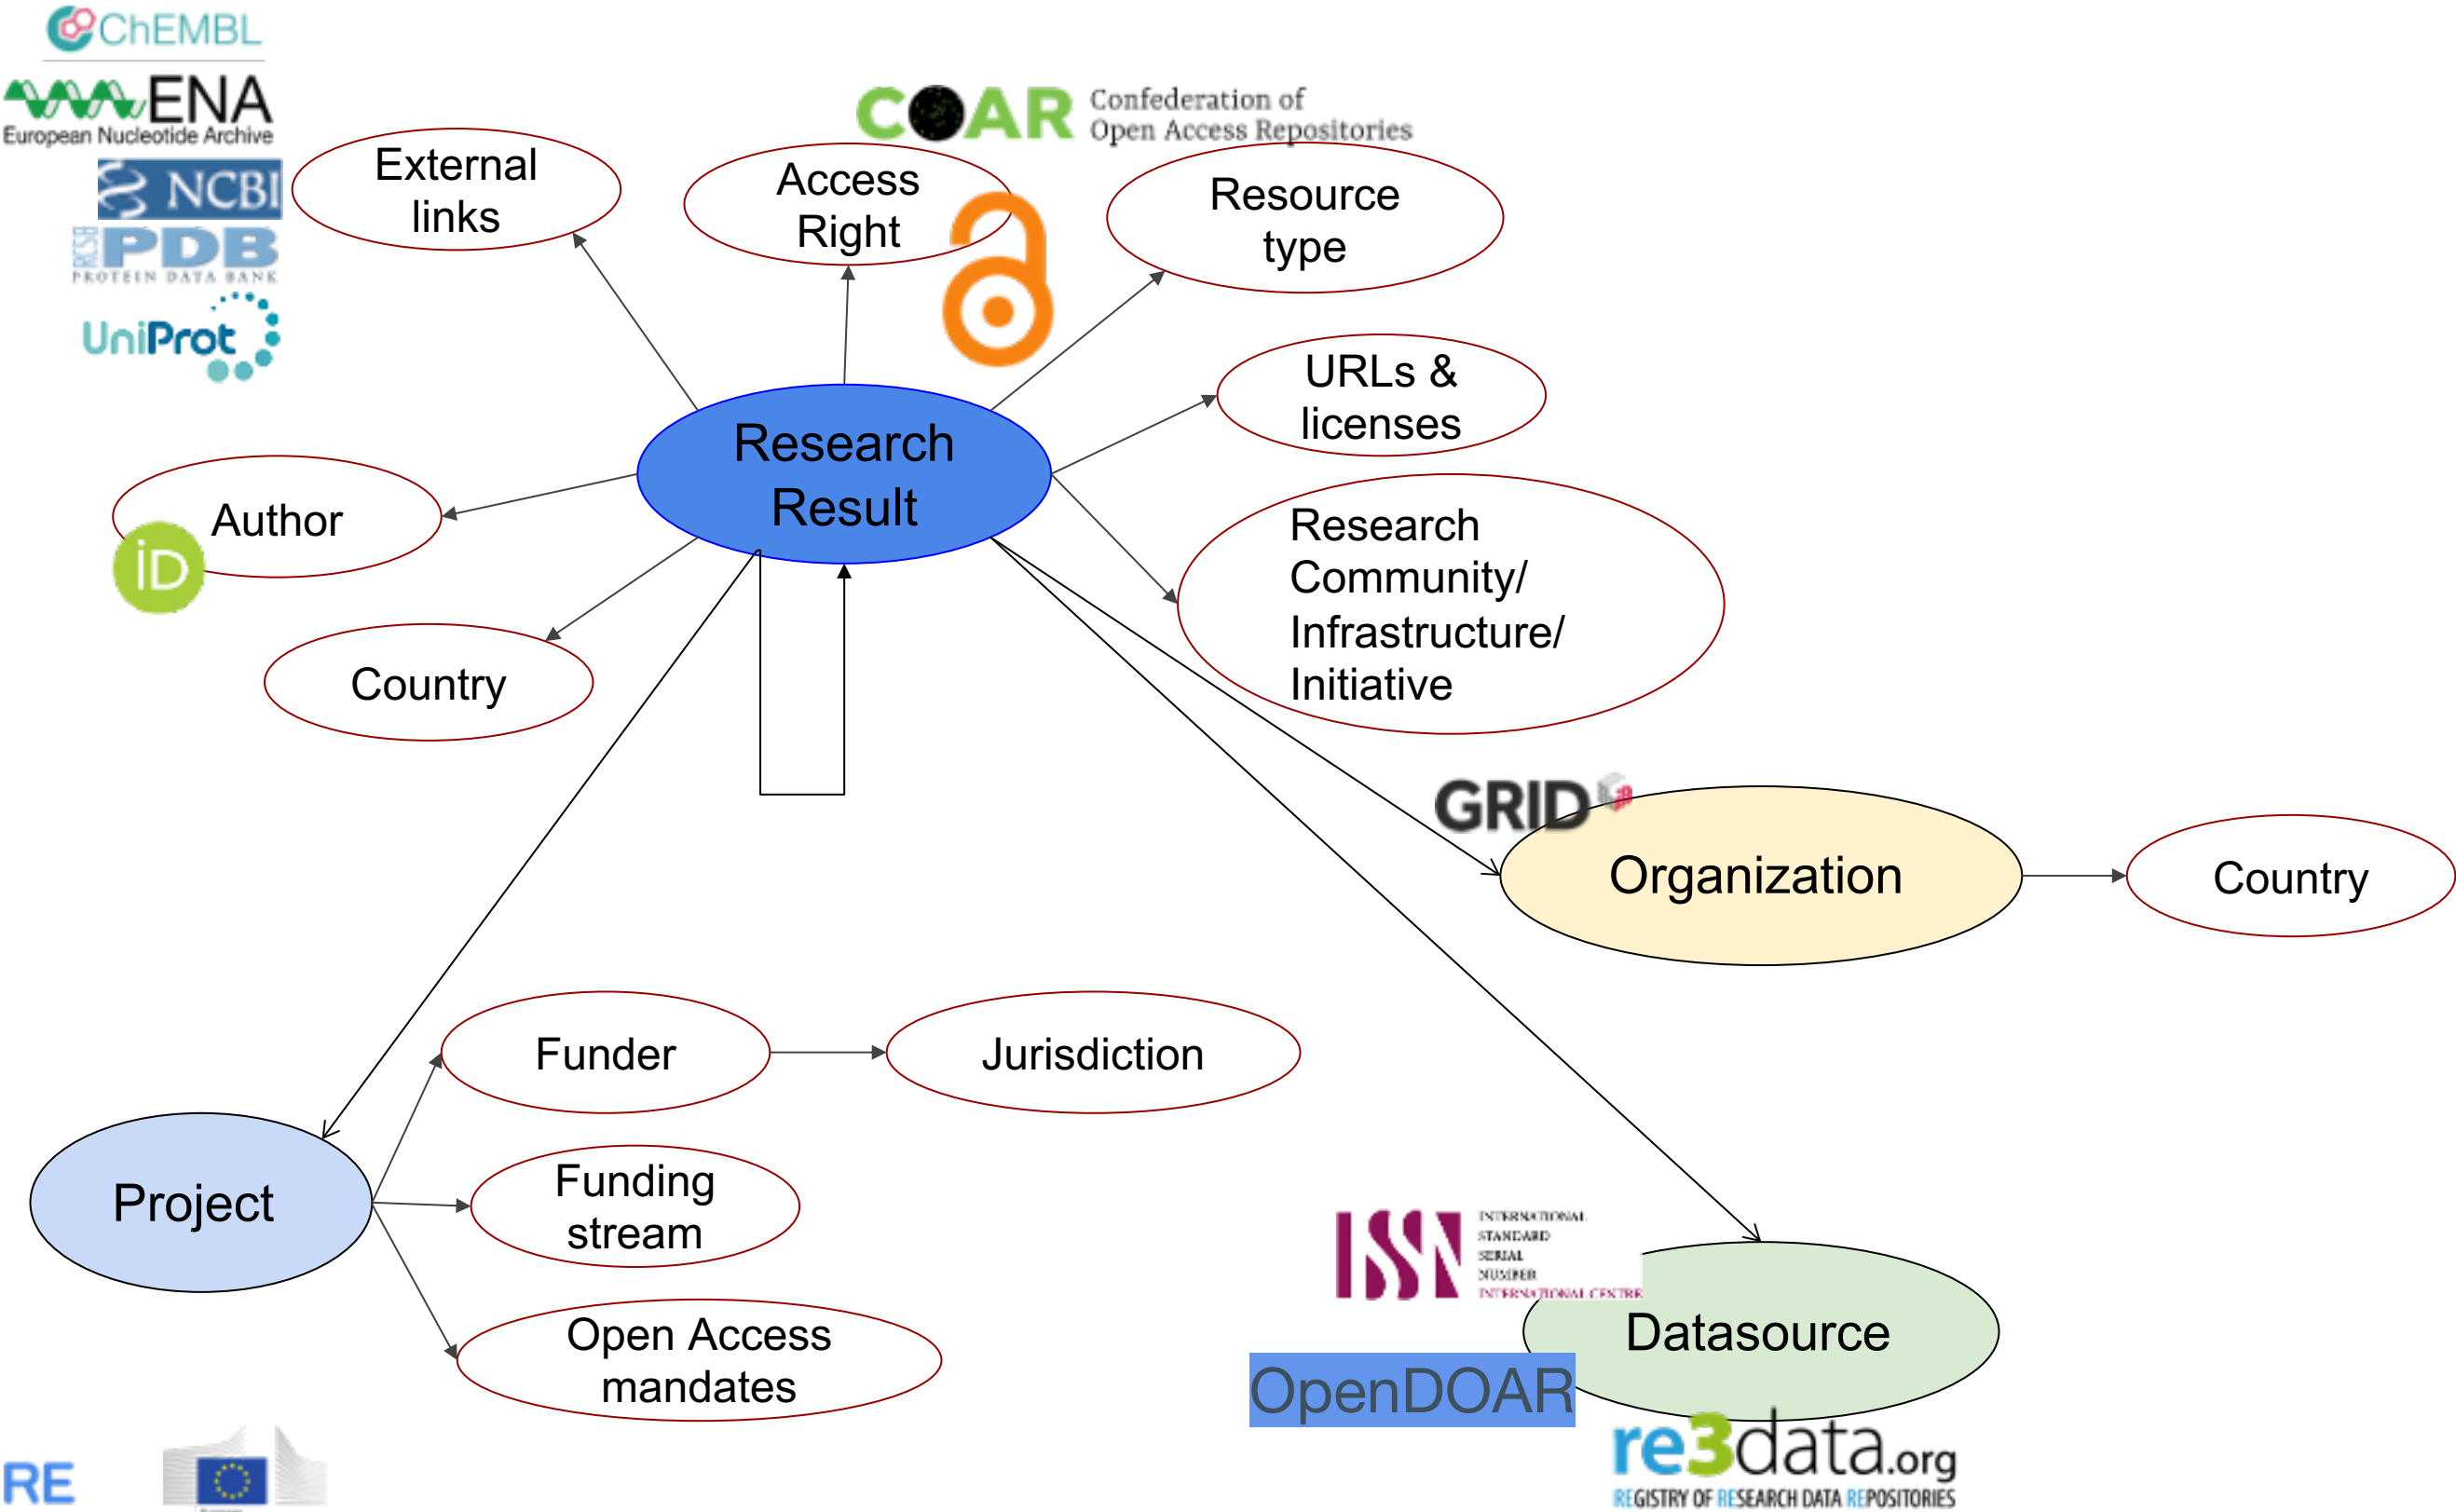 ChEMBL
ENA
European Nucleotide Archive
NCBI
RCSB
PDB
PROTEIN DATA BANK
UniProt
COAR
Confederation of
Open Access Repositories
External
links
Access
Right
Resource
type
URLs &
licenses
Research
Result
Author
iD
Country
Research
Community/
Infrastructure/
Initiative
GRID
Organization
Country
Funder
Jurisdiction
Project
Funding
stream
Open Access
mandates
ISSN
INTERNATIONAL
STANDARD
SERIAL
NUMBER
INTERNATIONAL CENTRE
Datasource
OpenDOAR
re3data.org
REGISTRY OF RESEARCH DATA REPOSITORIES
RE